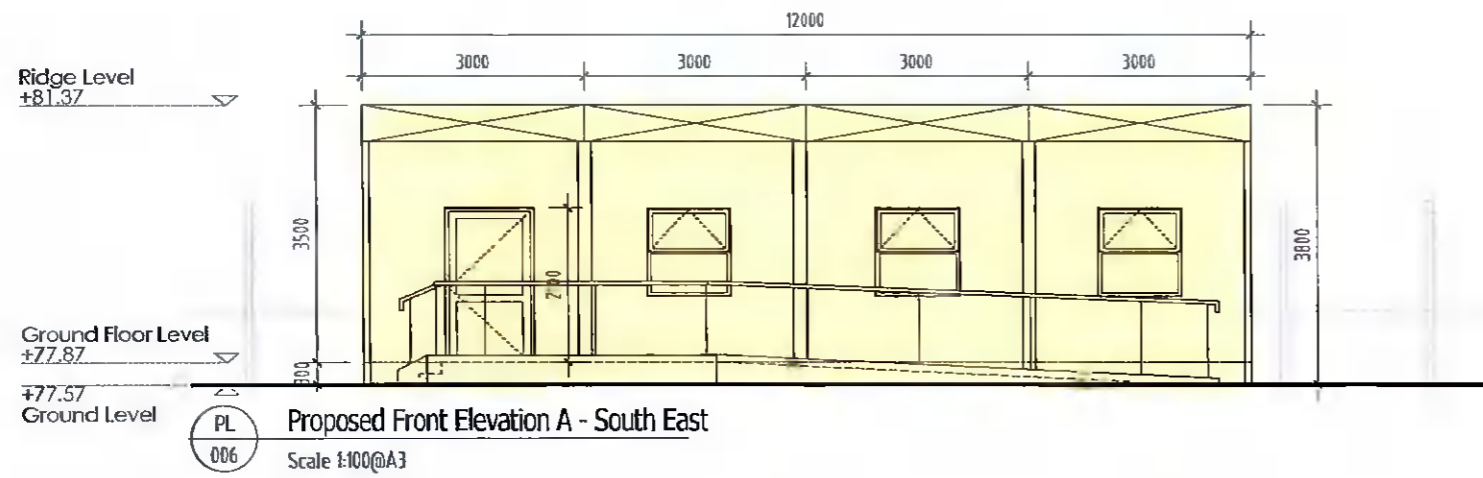 12000
3000 3000 3000 3000
Ridge Level
+81.37
3500
3800
Ground Floor Level
+77.87
300
+77.57
Ground Level
PL
006
Proposed Front Elevation A - South East
Scale 1:100@A3